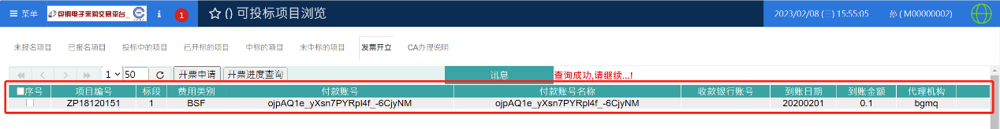 菜单 包钢电子采购交易平台 1 () 可投标项目浏览 2023/02/08 (三) 15:55:05 孙 ( M00000002)
未报名项目 已报名项目 投标中的项目 已开标的项目 中标的项目 未中标的项目 发票开立 CA办理说明
1 50 开票申请 开票进度查询 讯息 查询成功,请继续...!
序号 项目编号 标段 费用类别 付款账号 付款账号名称 收款银行账号 到账日期 到账金额 代理机构
ZP18120151 1 BSF ojpAQ1e_yXsn7PYRpl4f_-6CjyNM ojpAQ1e_yXsn7PYRpl4f_-6CjyNM 20200201 0.1 bgmq